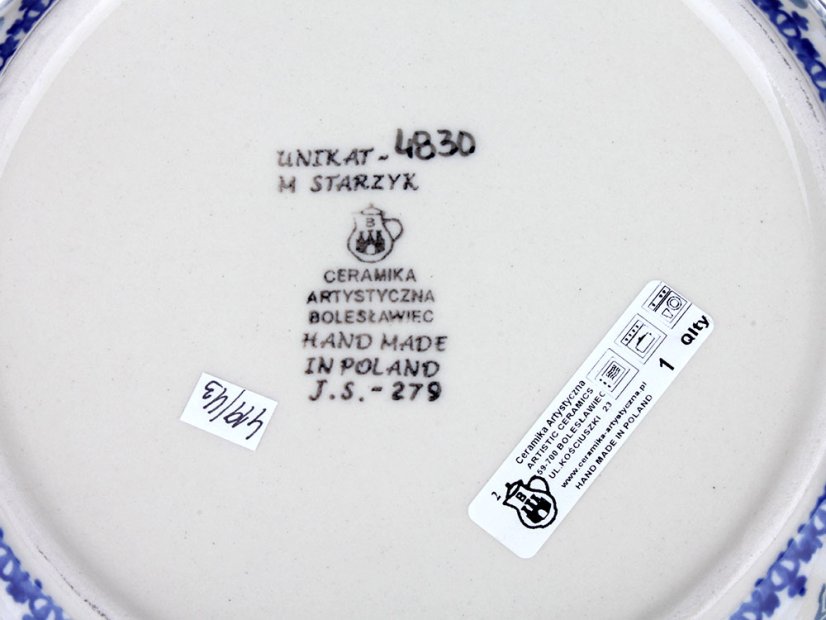 UNIKAT - 4830
M STARZYK
B
CERAMIKA
ARTYSTYCZNA
BOLESŁAWIEC
HAND MADE
IN POLAND
J.S.-279
2
B
Ceramika Artystyczna
ARTISTIC CERAMICS
59-700 BOLESŁAWIEC
UL.KOŚCIUSZKI 23
www.ceramika-artystyczna.pl
HAND MADE IN POLAND
1 Qlty